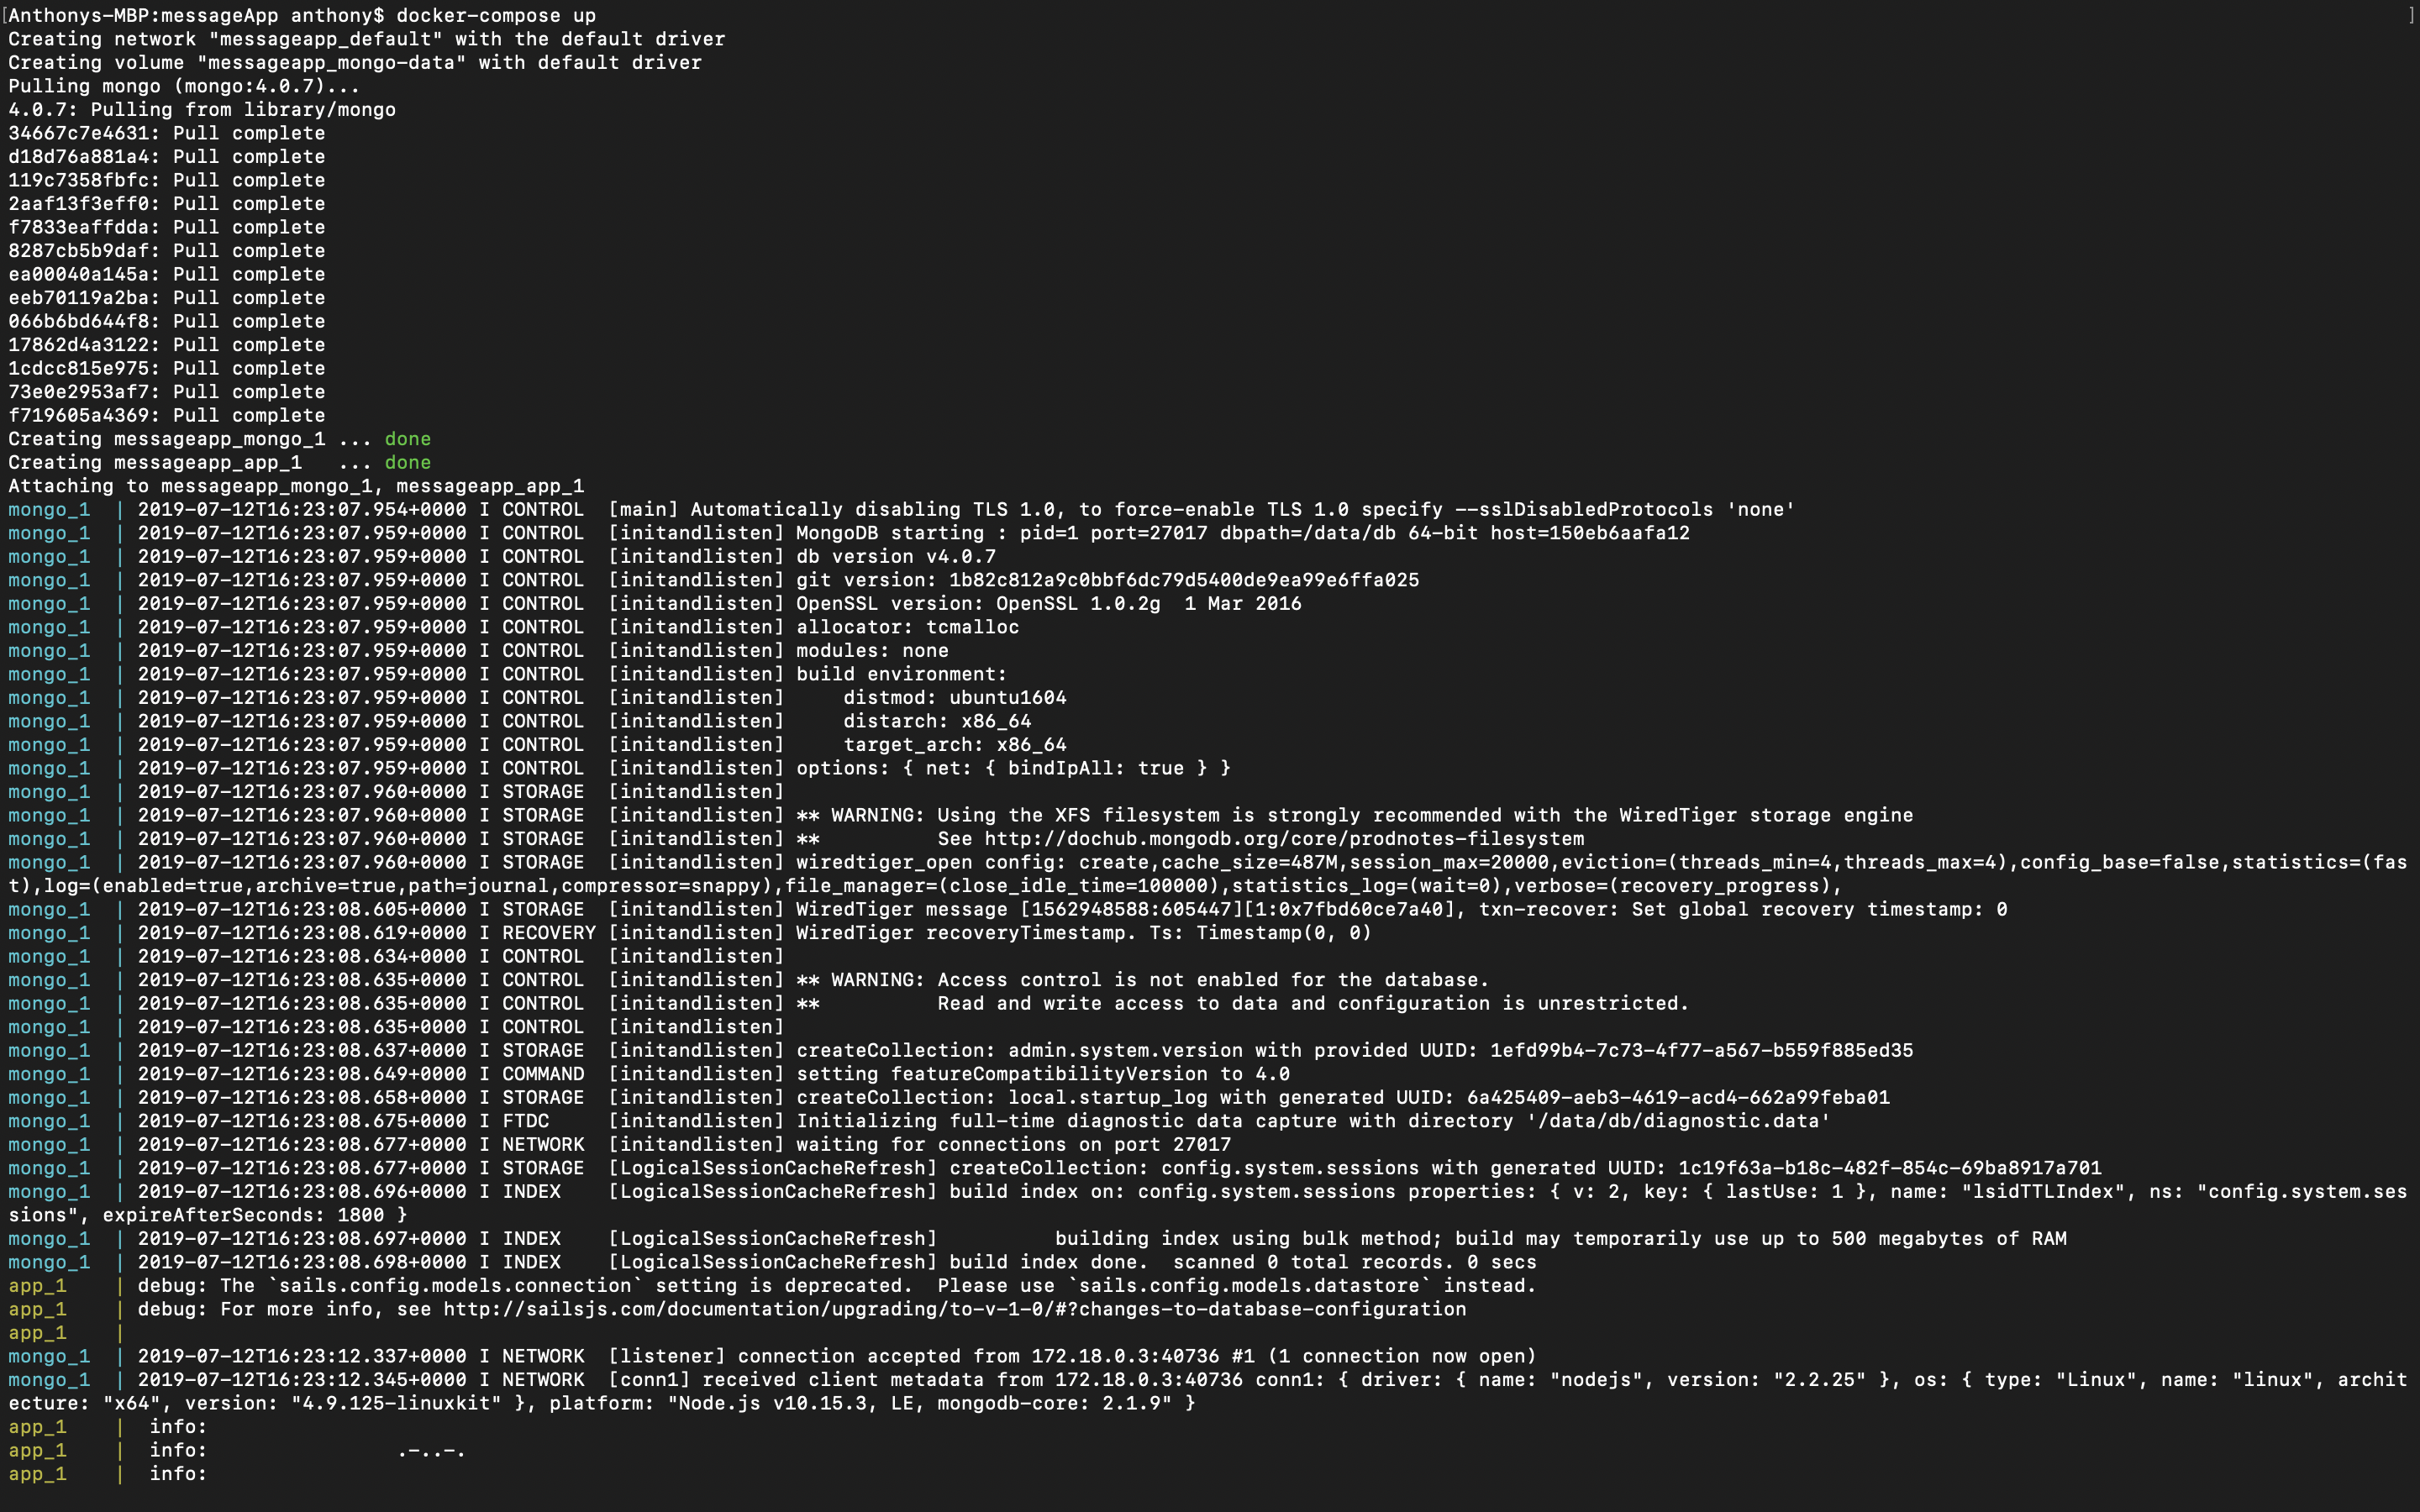 [Anthonys-MBP:messageApp anthony$ docker-compose up ]
Creating network "messageapp_default" with the default driver
Creating volume "messageapp_mongo-data" with default driver
Pulling mongo (mongo:4.0.7)...
4.0.7: Pulling from library/mongo
34667c7e4631: Pull complete
d18d76a881a4: Pull complete
119c7358fbfc: Pull complete
2aaf13f3eff0: Pull complete
f7833eaffdda: Pull complete
8287cb5b9daf: Pull complete
ea00040a145a: Pull complete
eeb70119a2ba: Pull complete
066b6bd644f8: Pull complete
17862d4a3122: Pull complete
1cdcc815e975: Pull complete
73e0e2953af7: Pull complete
f719605a4369: Pull complete
Creating messageapp_mongo_1 ... done
Creating messageapp_app_1   ... done
Attaching to messageapp_mongo_1, messageapp_app_1
mongo_1  | 2019-07-12T16:23:07.954+0000 I CONTROL  [main] Automatically disabling TLS 1.0, to force-enable TLS 1.0 specify --sslDisabledProtocols 'none'
mongo_1  | 2019-07-12T16:23:07.959+0000 I CONTROL  [initandlisten] MongoDB starting : pid=1 port=27017 dbpath=/data/db 64-bit host=150eb6aafa12
mongo_1  | 2019-07-12T16:23:07.959+0000 I CONTROL  [initandlisten] db version v4.0.7
mongo_1  | 2019-07-12T16:23:07.959+0000 I CONTROL  [initandlisten] git version: 1b82c812a9c0bbf6dc79d5400de9ea99e6ffa025
mongo_1  | 2019-07-12T16:23:07.959+0000 I CONTROL  [initandlisten] OpenSSL version: OpenSSL 1.0.2g  1 Mar 2016
mongo_1  | 2019-07-12T16:23:07.959+0000 I CONTROL  [initandlisten] allocator: tcmalloc
mongo_1  | 2019-07-12T16:23:07.959+0000 I CONTROL  [initandlisten] modules: none
mongo_1  | 2019-07-12T16:23:07.959+0000 I CONTROL  [initandlisten] build environment:
mongo_1  | 2019-07-12T16:23:07.959+0000 I CONTROL  [initandlisten]     distmod: ubuntu1604
mongo_1  | 2019-07-12T16:23:07.959+0000 I CONTROL  [initandlisten]     distarch: x86_64
mongo_1  | 2019-07-12T16:23:07.959+0000 I CONTROL  [initandlisten]     target_arch: x86_64
mongo_1  | 2019-07-12T16:23:07.959+0000 I CONTROL  [initandlisten] options: { net: { bindIpAll: true } }
mongo_1  | 2019-07-12T16:23:07.960+0000 I STORAGE  [initandlisten]
mongo_1  | 2019-07-12T16:23:07.960+0000 I STORAGE  [initandlisten] ** WARNING: Using the XFS filesystem is strongly recommended with the WiredTiger storage engine
mongo_1  | 2019-07-12T16:23:07.960+0000 I STORAGE  [initandlisten] **          See http://dochub.mongodb.org/core/prodnotes-filesystem
mongo_1  | 2019-07-12T16:23:07.960+0000 I STORAGE  [initandlisten] wiredtiger_open config: create,cache_size=487M,session_max=20000,eviction=(threads_min=4,threads_max=4),config_base=false,statistics=(fas
t),log=(enabled=true,archive=true,path=journal,compressor=snappy),file_manager=(close_idle_time=100000),statistics_log=(wait=0),verbose=(recovery_progress),
mongo_1  | 2019-07-12T16:23:08.605+0000 I STORAGE  [initandlisten] WiredTiger message [1562948588:605447][1:0x7fbd60ce7a40], txn-recover: Set global recovery timestamp: 0
mongo_1  | 2019-07-12T16:23:08.619+0000 I RECOVERY [initandlisten] WiredTiger recoveryTimestamp. Ts: Timestamp(0, 0)
mongo_1  | 2019-07-12T16:23:08.634+0000 I CONTROL  [initandlisten]
mongo_1  | 2019-07-12T16:23:08.635+0000 I CONTROL  [initandlisten] ** WARNING: Access control is not enabled for the database.
mongo_1  | 2019-07-12T16:23:08.635+0000 I CONTROL  [initandlisten] **          Read and write access to data and configuration is unrestricted.
mongo_1  | 2019-07-12T16:23:08.635+0000 I CONTROL  [initandlisten]
mongo_1  | 2019-07-12T16:23:08.637+0000 I STORAGE  [initandlisten] createCollection: admin.system.version with provided UUID: 1efd99b4-7c73-4f77-a567-b559f885ed35
mongo_1  | 2019-07-12T16:23:08.649+0000 I COMMAND  [initandlisten] setting featureCompatibilityVersion to 4.0
mongo_1  | 2019-07-12T16:23:08.658+0000 I STORAGE  [initandlisten] createCollection: local.startup_log with generated UUID: 6a425409-aeb3-4619-acd4-662a99feba01
mongo_1  | 2019-07-12T16:23:08.675+0000 I FTDC     [initandlisten] Initializing full-time diagnostic data capture with directory '/data/db/diagnostic.data'
mongo_1  | 2019-07-12T16:23:08.677+0000 I NETWORK  [initandlisten] waiting for connections on port 27017
mongo_1  | 2019-07-12T16:23:08.677+0000 I STORAGE  [LogicalSessionCacheRefresh] createCollection: config.system.sessions with generated UUID: 1c19f63a-b18c-482f-854c-69ba8917a701
mongo_1  | 2019-07-12T16:23:08.696+0000 I INDEX    [LogicalSessionCacheRefresh] build index on: config.system.sessions properties: { v: 2, key: { lastUse: 1 }, name: "lsidTTLIndex", ns: "config.system.ses
sions", expireAfterSeconds: 1800 }
mongo_1  | 2019-07-12T16:23:08.697+0000 I INDEX    [LogicalSessionCacheRefresh]          building index using bulk method; build may temporarily use up to 500 megabytes of RAM
mongo_1  | 2019-07-12T16:23:08.698+0000 I INDEX    [LogicalSessionCacheRefresh] build index done.  scanned 0 total records. 0 secs
app_1    | debug: The `sails.config.models.connection` setting is deprecated.  Please use `sails.config.models.datastore` instead.
app_1    | debug: For more info, see http://sailsjs.com/documentation/upgrading/to-v-1-0/#?changes-to-database-configuration
app_1    |
mongo_1  | 2019-07-12T16:23:12.337+0000 I NETWORK  [listener] connection accepted from 172.18.0.3:40736 #1 (1 connection now open)
mongo_1  | 2019-07-12T16:23:12.345+0000 I NETWORK  [conn1] received client metadata from 172.18.0.3:40736 conn1: { driver: { name: "nodejs", version: "2.2.25" }, os: { type: "Linux", name: "linux", archit
ecture: "x64", version: "4.9.125-linuxkit" }, platform: "Node.js v10.15.3, LE, mongodb-core: 2.1.9" }
app_1    |  info:
app_1    |  info:                .-..-.
app_1    |  info: